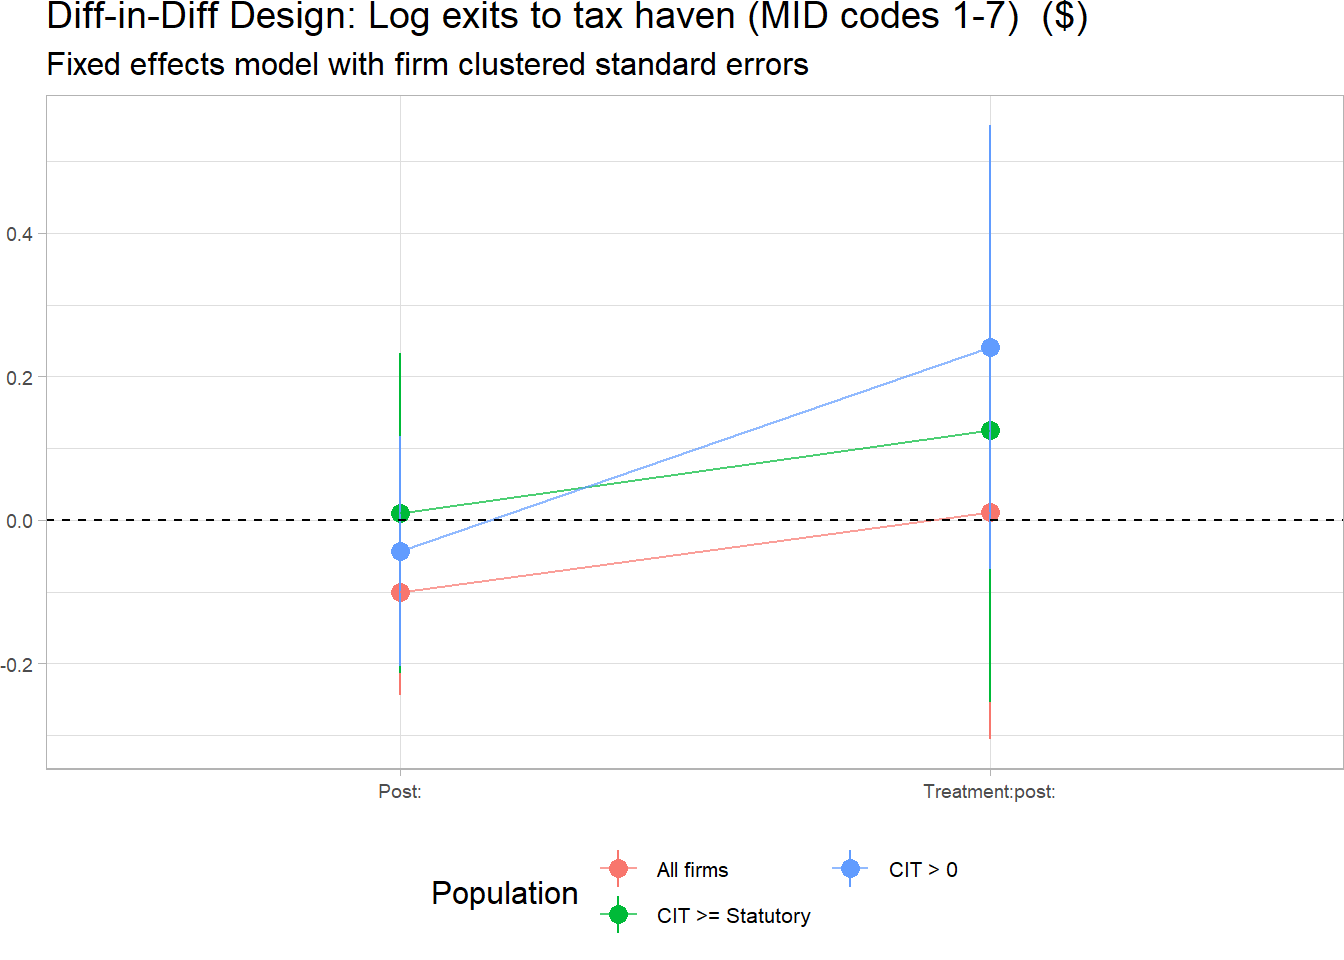 Diff-in-Diff Design: Log exits to tax haven (MID codes 1-7)  ($)
Fixed effects model with firm clustered standard errors
0.4
0.2
0.0
-0.2
Post:
Treatment:post:
Population
All firms
CIT > 0
CIT >= Statutory